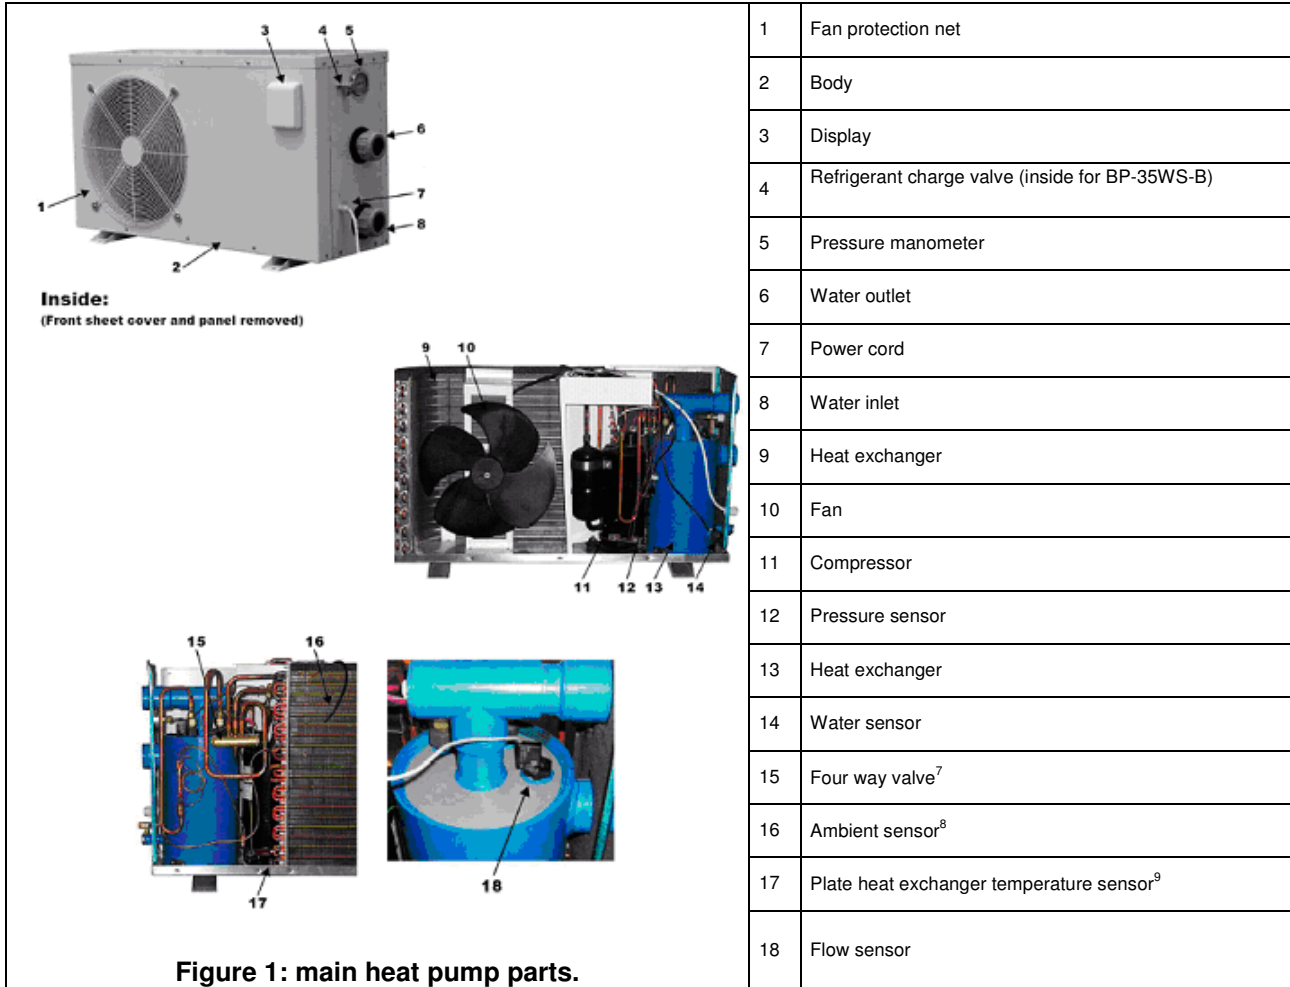 3
4
5
6
1
7
8
2
Inside:
(Front sheet cover and panel removed)
9
10
11
12
13
14
15
16
17
18
Figure 1: main heat pump parts.
1 Fan protection net
2 Body
3 Display
4 Refrigerant charge valve (inside for BP-35WS-B)
5 Pressure manometer
6 Water outlet
7 Power cord
8 Water inlet
9 Heat exchanger
10 Fan
11 Compressor
12 Pressure sensor
13 Heat exchanger
14 Water sensor
15 Four way valve⁷
16 Ambient sensor⁸
17 Plate heat exchanger temperature sensor⁹
18 Flow sensor